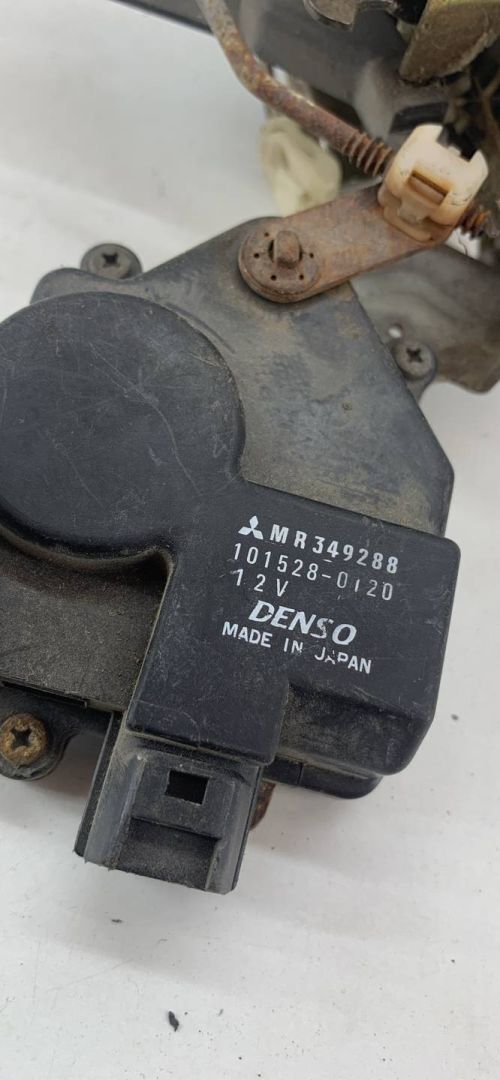 MR349288
101528-0120
12V
DENSO
MADE IN JAPAN